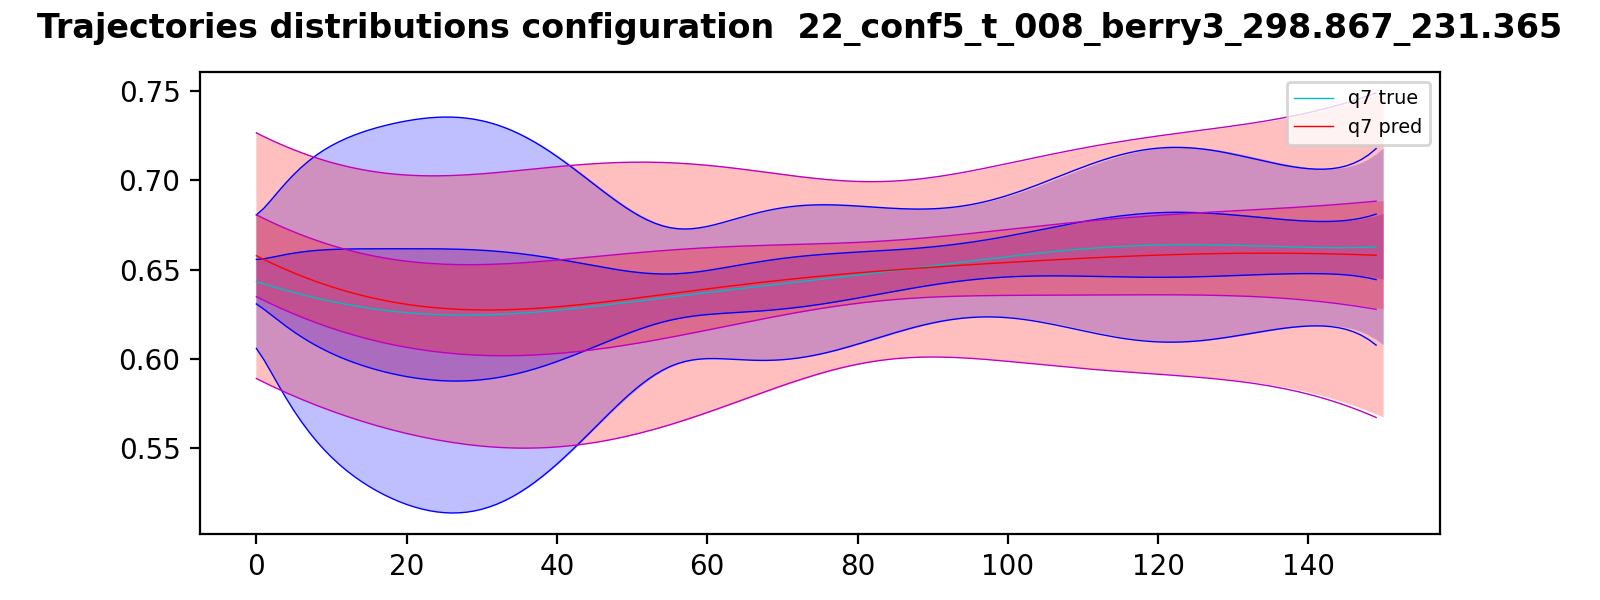 Trajectories distributions configuration  22_conf5_t_008_berry3_298.867_231.365
q7 true
q7 pred
0.75
0.70
0.65
0.60
0.55
0 20 40 60 80 100 120 140